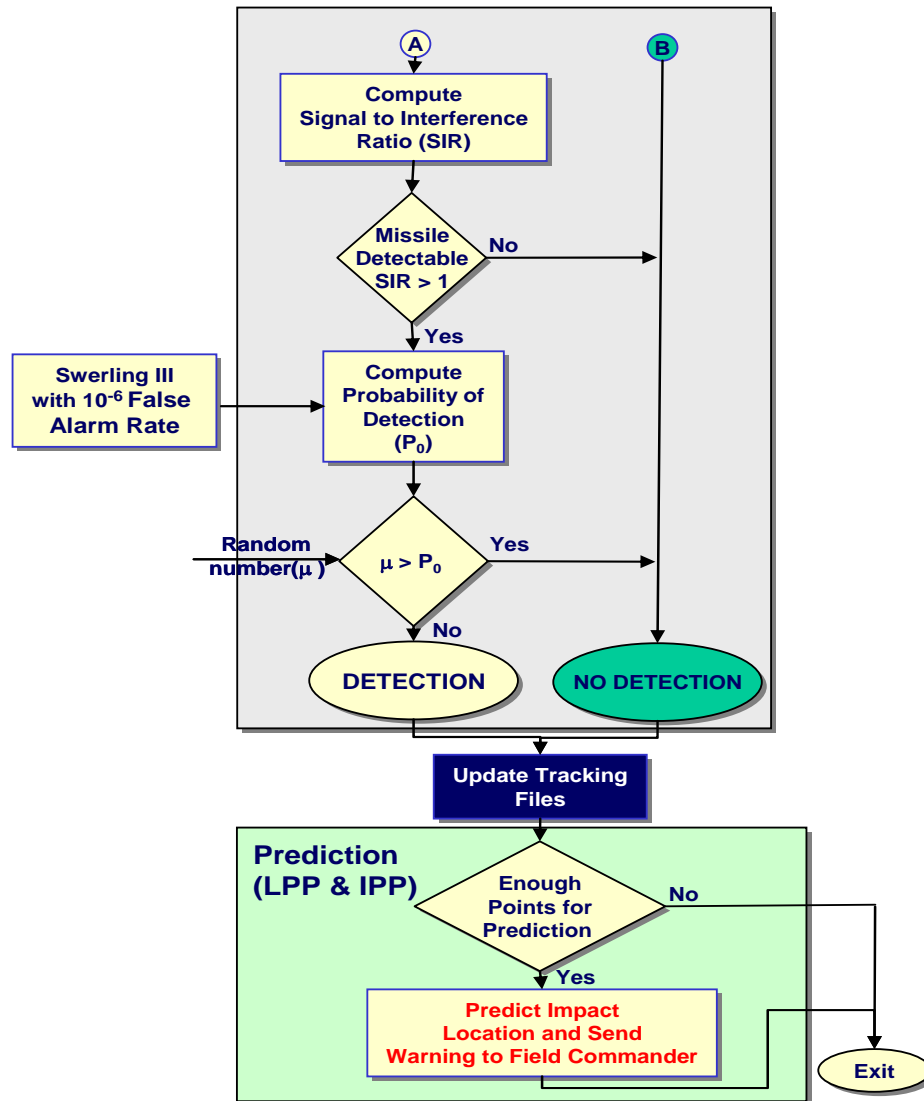 A
B
Compute
Signal to Interference
Ratio (SIR)
Missile
Detectable
SIR > 1
No
Yes
Swerling III
with 10⁻⁶ False
Alarm Rate
Compute
Probability of
Detection
(P₀)
Random
number(μ )
μ > P₀
Yes
No
DETECTION
NO DETECTION
Update Tracking
Files
Prediction
(LPP & IPP)
Enough
Points for
Prediction
No
Yes
Predict Impact
Location and Send
Warning to Field Commander
Exit